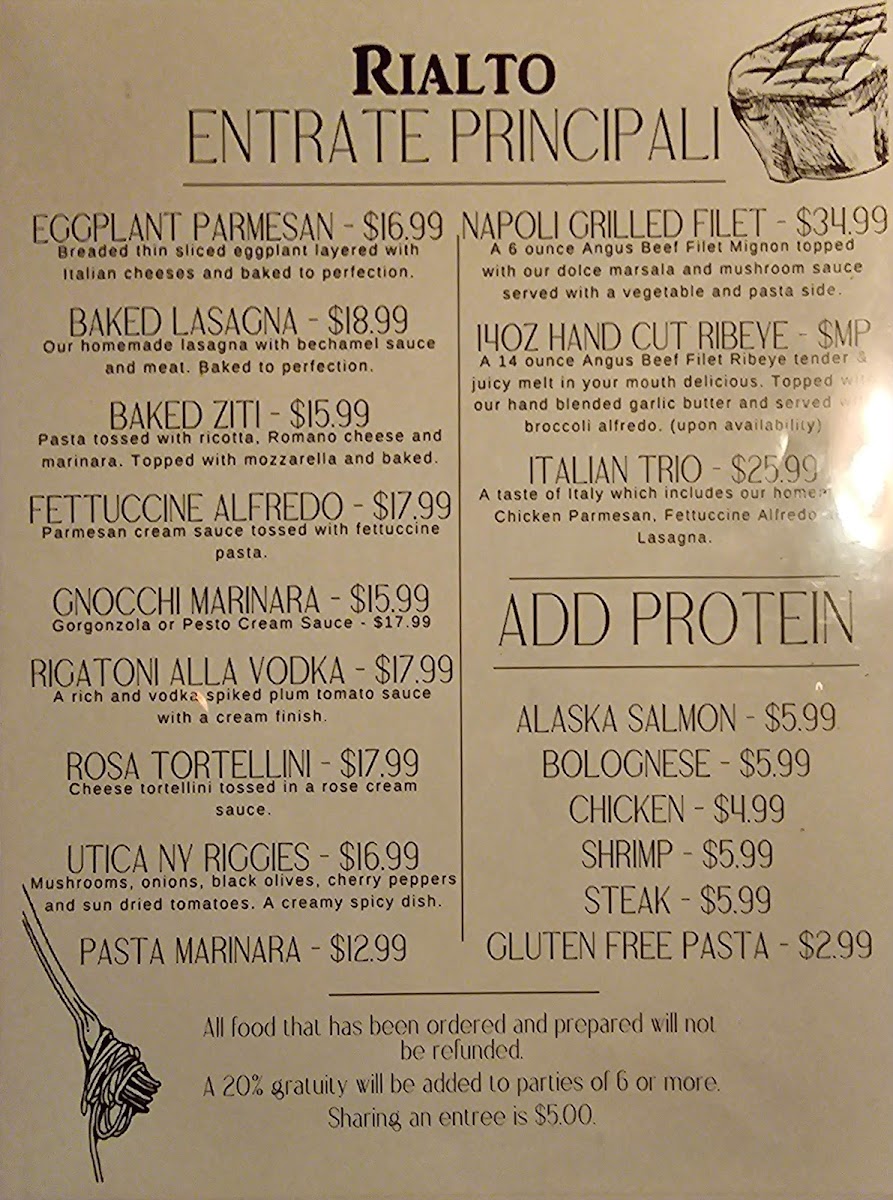 RIALTO
ENTRATE PRINCIPALI
EGGPLANT PARMESAN - $16.99
Breaded thin sliced eggplant layered with
Italian cheeses and baked to perfection.
BAKED LASAGNA - $18.99
Our homemade lasagna with bechamel sauce
and meat. Baked to perfection.
BAKED ZITI - $15.99
Pasta tossed with ricotta, Romano cheese and
marinara. Topped with mozzarella and baked.
FETTUCCINE ALFREDO - $17.99
Parmesan cream sauce tossed with fettuccine
pasta.
GNOCCHI MARINARA - $15.99
Gorgonzola or Pesto Cream Sauce - $17.99
RIGATONI ALLA VODKA - $17.99
A rich and vodka spiked plum tomato sauce
with a cream finish.
ROSA TORTELLINI - $17.99
Cheese tortellini tossed in a rose cream
sauce.
UTICA NY RIGGIES - $16.99
Mushrooms, onions, black olives, cherry peppers
and sun dried tomatoes. A creamy spicy dish.
PASTA MARINARA - $12.99
NAPOLI GRILLED FILET - $34.99
A 6 ounce Angus Beef Filet Mignon topped
with our dolce marsala and mushroom sauce
served with a vegetable and pasta side.
14OZ HAND CUT RIBEYE - $MP
A 14 ounce Angus Beef Filet Ribeye tender &
juicy melt in your mouth delicious. Topped
our hand blended garlic butter and served
broccoli alfredo. (upon availability)
ITALIAN TRIO - $25.99
A taste of Italy which includes our
Chicken Parmesan, Fettuccine Alfredo
Lasagna.
ADD PROTEIN
ALASKA SALMON - $5.99
BOLOGNESE - $5.99
CHICKEN - $4.99
SHRIMP - $5.99
STEAK - $5.99
GLUTEN FREE PASTA - $2.99
All food that has been ordered and prepared will not
be refunded.
A 20% gratuity will be added to parties of 6 or more.
Sharing an entree is $5.00.